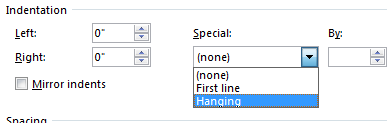 Indentation
Left: 0" Special: By:
Right: 0" (none)
(none)
Mirror indents First line
Hanging
Spacing